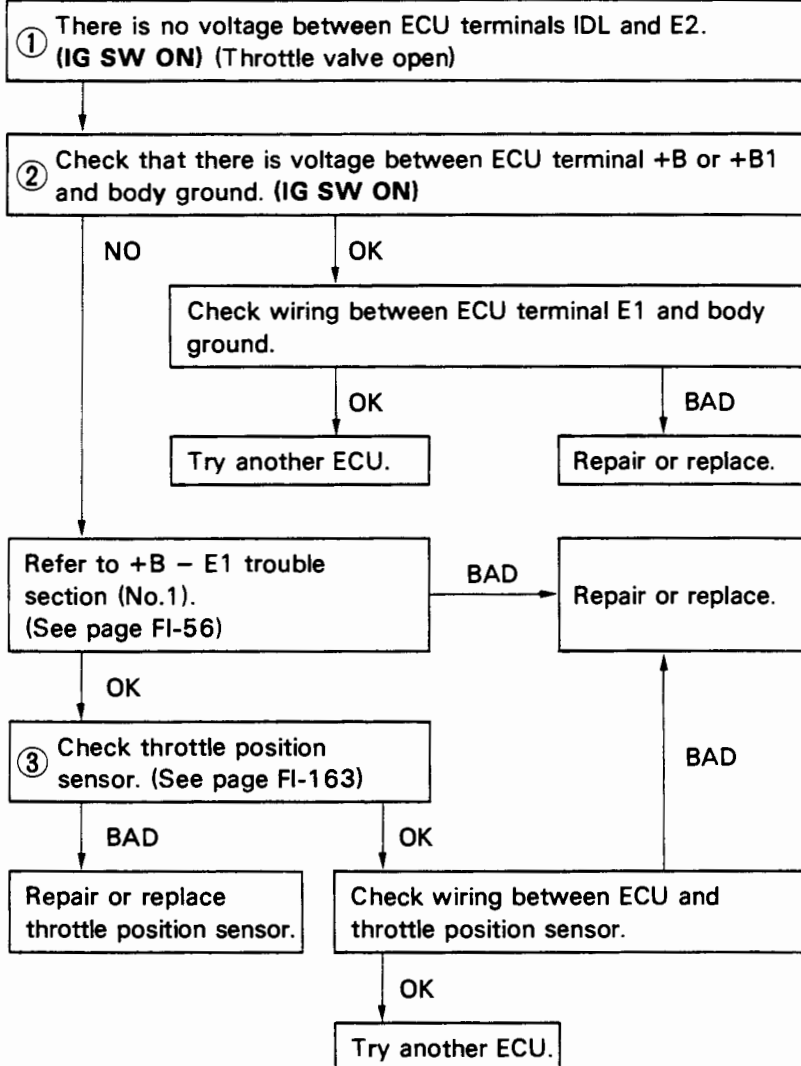 ① There is no voltage between ECU terminals IDL and E2.
(IG SW ON) (Throttle valve open)
② Check that there is voltage between ECU terminal +B or +B1
and body ground. (IG SW ON)
NO
OK
Check wiring between ECU terminal E1 and body
ground.
OK
BAD
Try another ECU.
Repair or replace.
Refer to +B – E1 trouble
section (No.1).
(See page FI-56)
BAD
Repair or replace.
OK
③ Check throttle position
sensor. (See page FI-163)
BAD
BAD
OK
Repair or replace
throttle position sensor.
Check wiring between ECU and
throttle position sensor.
OK
Try another ECU.